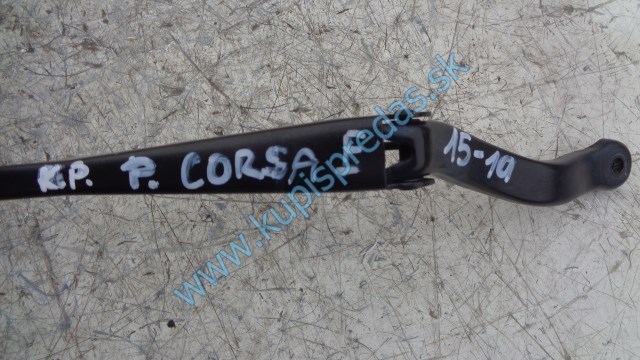 K.P. P. CORSA E 15-19
www.kupispredas.sk